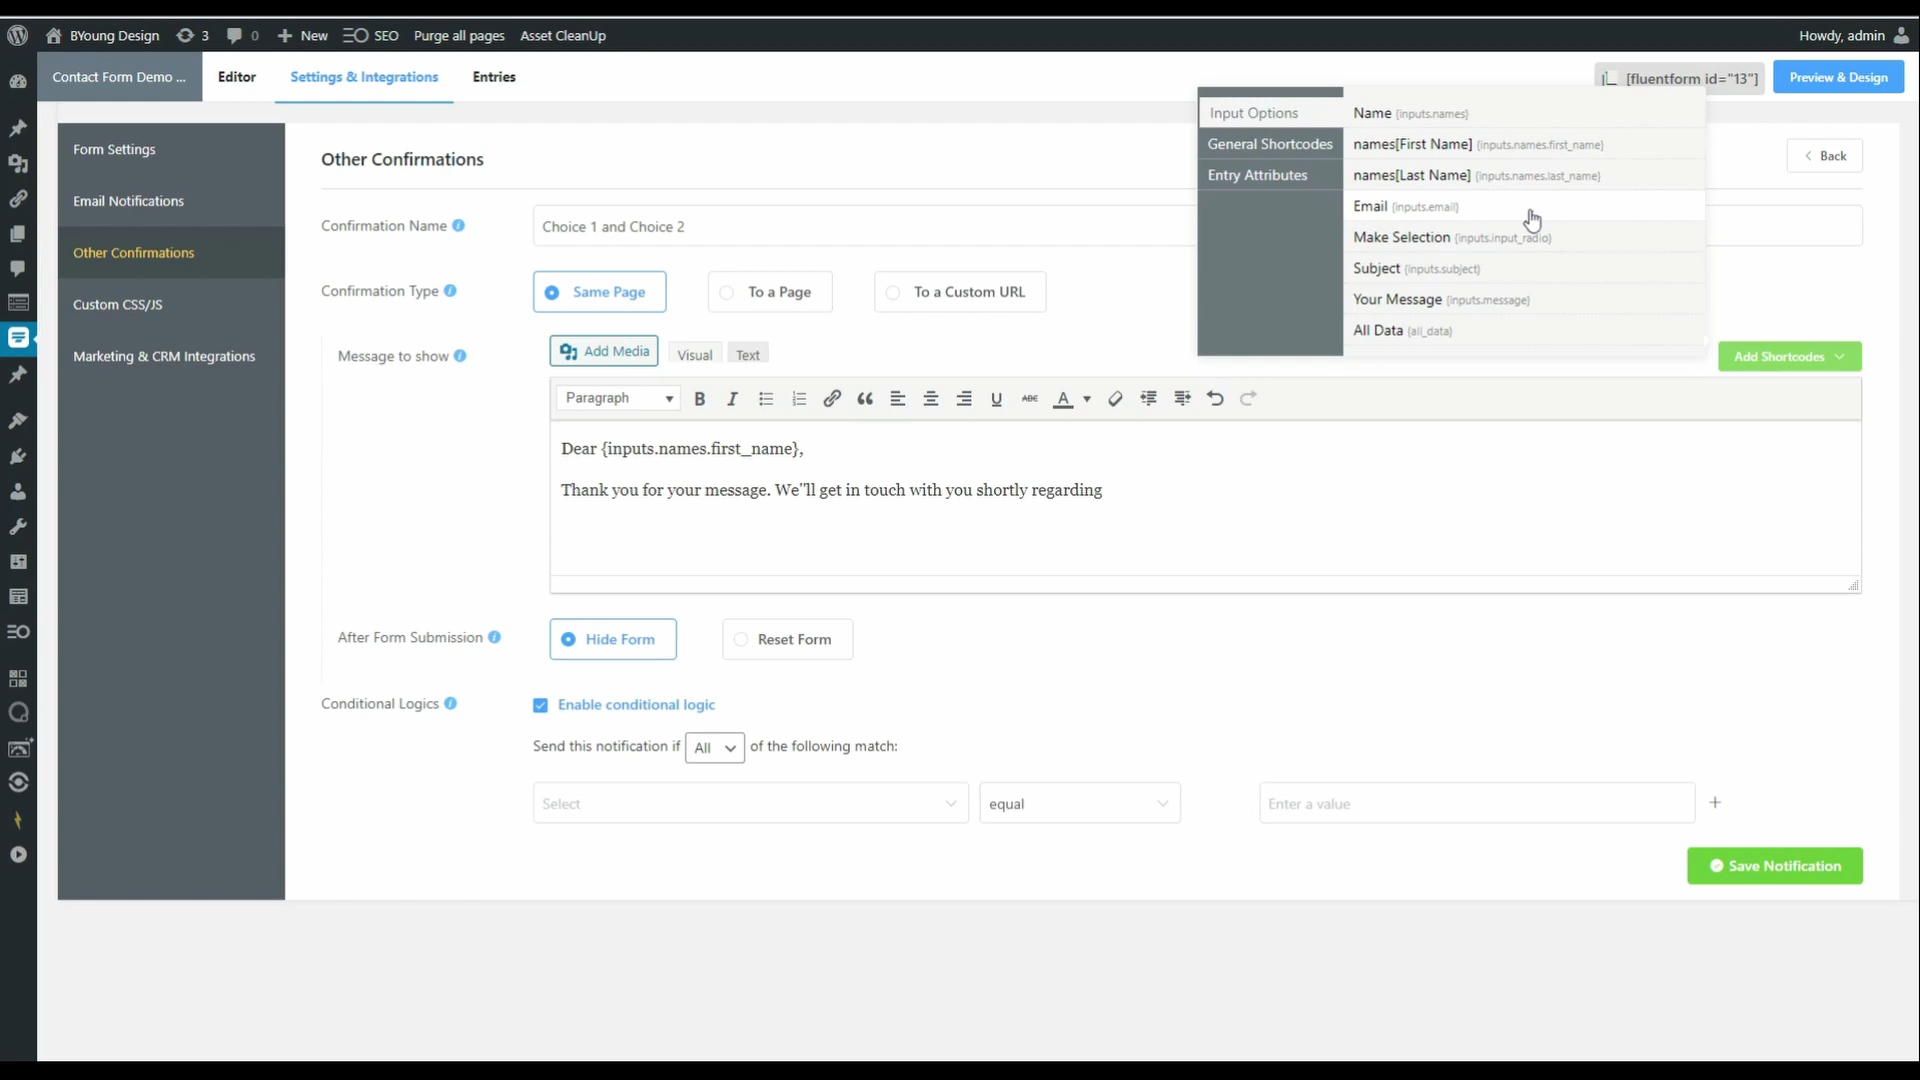 BYoung Design 3 0 New SEO Purge all pages Asset CleanUp Howdy, admin
Contact Form Demo ... Editor Settings & Integrations Entries [fluentform id="13"] Preview & Design
Form Settings
Email Notifications
Other Confirmations
Custom CSS/JS
Marketing & CRM Integrations
Other Confirmations
Back
Input Options
General Shortcodes
Entry Attributes
Name {inputs.names}
names[First Name] {inputs.names.first_name}
names[Last Name] {inputs.names.last_name}
Email {inputs.email}
Make Selection {inputs.input_radio}
Subject {inputs.subject}
Your Message {inputs.message}
All Data {all_data}
Confirmation Name Choice 1 and Choice 2
Confirmation Type Same Page To a Page To a Custom URL
Message to show Add Media Visual Text Add Shortcodes
Paragraph B I U ABC A
Dear {inputs.names.first_name},
Thank you for your message. We"ll get in touch with you shortly regarding
After Form Submission Hide Form Reset Form
Conditional Logics Enable conditional logic
Send this notification if All of the following match:
Select equal Enter a value +
Save Notification